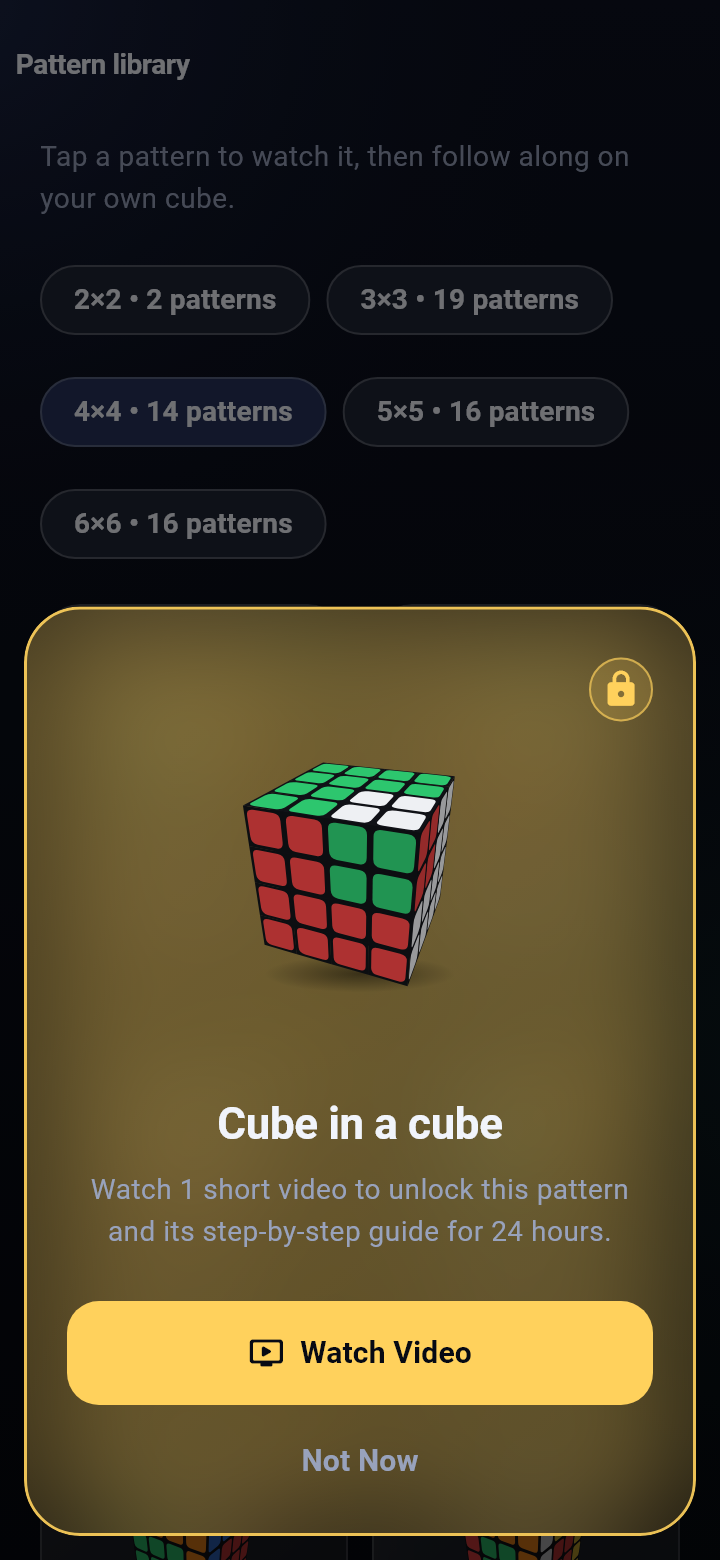 Pattern library
Tap a pattern to watch it, then follow along on
your own cube.
2×2 • 2 patterns
3×3 • 19 patterns
4×4 • 14 patterns
5×5 • 16 patterns
6×6 • 16 patterns
Cube in a cube
Watch 1 short video to unlock this pattern
and its step-by-step guide for 24 hours.
Watch Video
Not Now